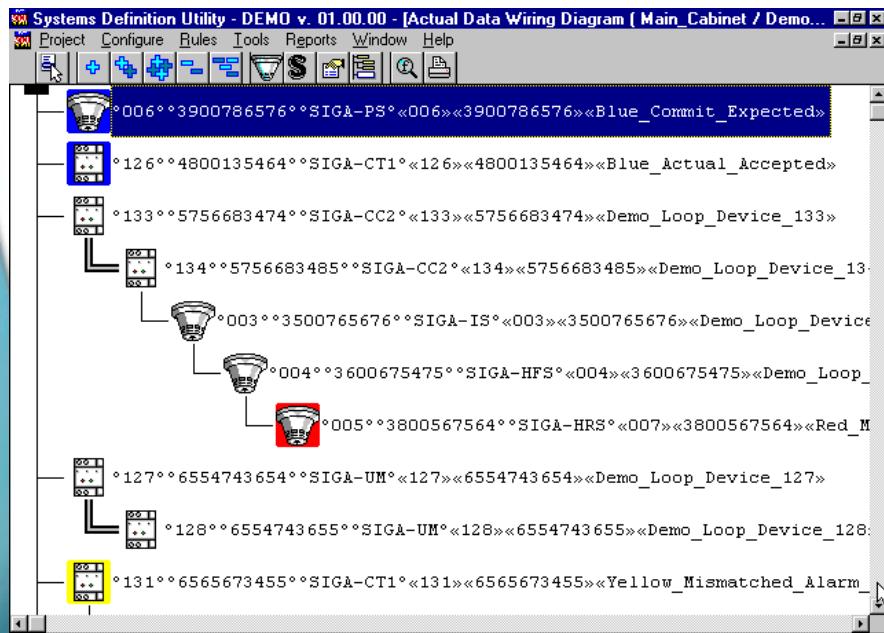 Systems Definition Utility - DEMO v. 01.00.00 - [Actual Data Wiring Diagram ( Main_Cabinet / Demo...
Project Configure Rules Tools Reports Window Help
°006°°3900786576°°SIGA-PS°«006»«3900786576»«Blue_Commit_Expected»
°126°°4800135464°°SIGA-CT1°«126»«4800135464»«Blue_Actual_Accepted»
°133°°5756683474°°SIGA-CC2°«133»«5756683474»«Demo_Loop_Device_133»
°134°°5756683485°°SIGA-CC2°«134»«5756683485»«Demo_Loop_Device_13
°003°°3500765676°°SIGA-IS°«003»«3500765676»«Demo_Loop_Device
°004°°3600675475°°SIGA-HFS°«004»«3600675475»«Demo_Loop_
°005°°3800567564°°SIGA-HRS°«007»«3800567564»«Red_M
°127°°6554743654°°SIGA-UM°«127»«6554743654»«Demo_Loop_Device_127»
°128°°6554743655°°SIGA-UM°«128»«6554743655»«Demo_Loop_Device_128
°131°°6565673455°°SIGA-CT1°«131»«6565673455»«Yellow_Mismatched_Alarm_